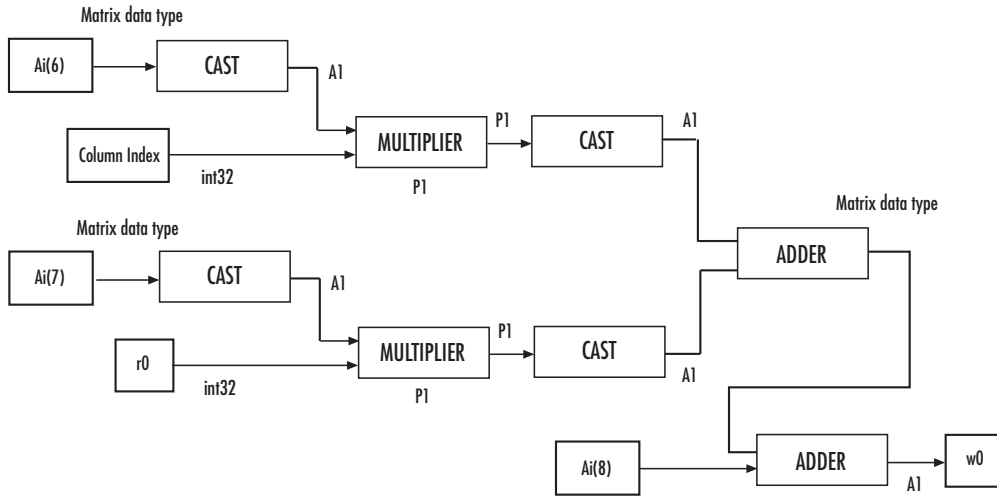 Matrix data type
Ai(6)
CAST
A1
P1
A1
MULTIPLIER
CAST
Column Index
int32
P1
Matrix data type
Matrix data type
Ai(7)
CAST
A1
ADDER
P1
MULTIPLIER
CAST
r0
int32
P1
A1
Ai(8)
ADDER
w0
A1